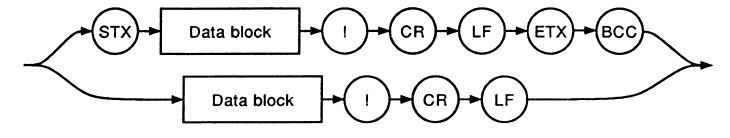 STX Data block ! CR LF ETX BCC
Data block ! CR LF